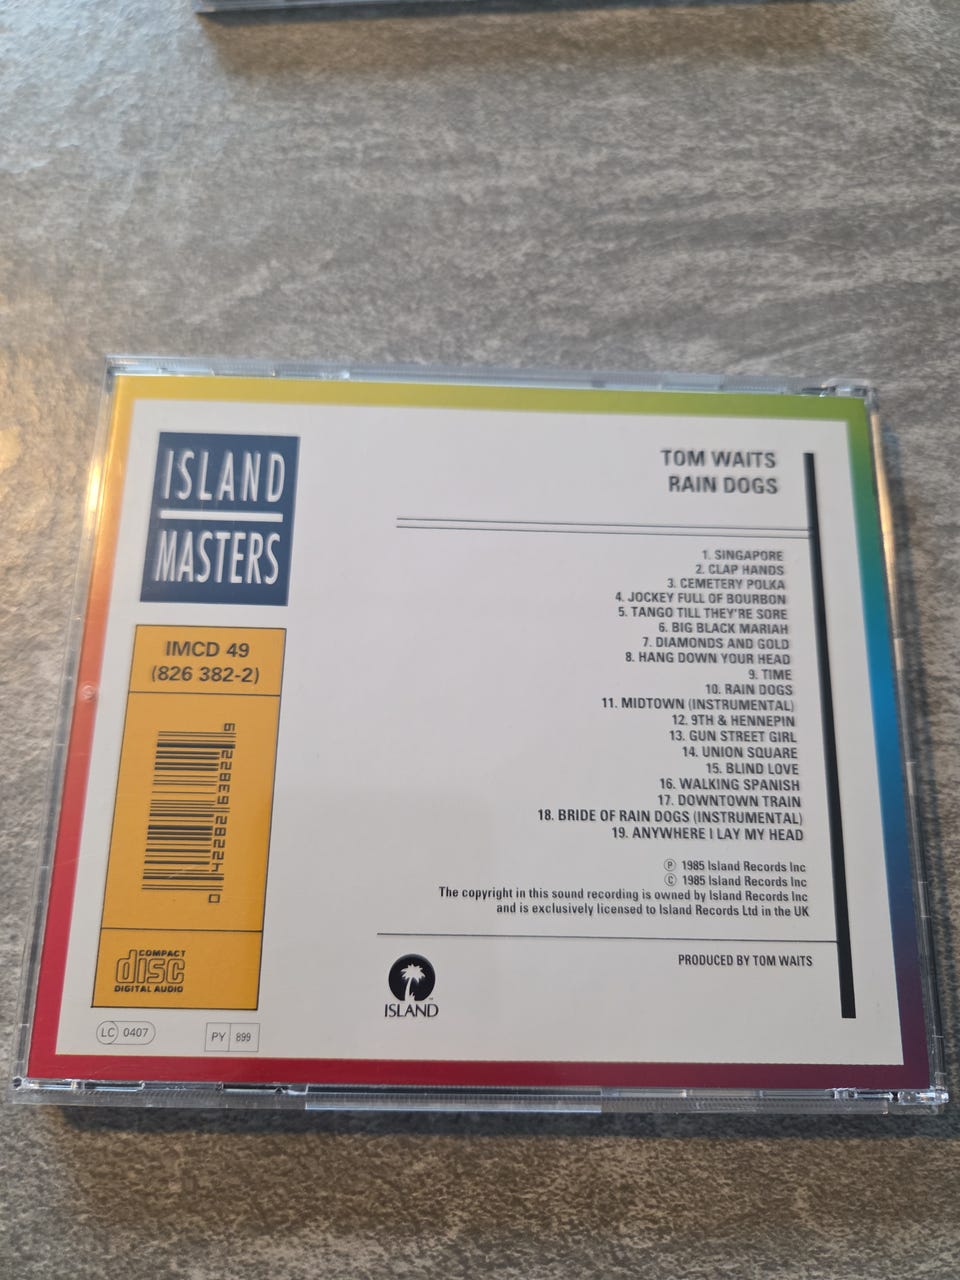 ISLAND
MASTERS
IMCD 49
(826 382-2)
COMPACT
disc
DIGITAL AUDIO
LC 0407
PY 899
TOM WAITS
RAIN DOGS
1. SINGAPORE
2. CLAP HANDS
3. CEMETERY POLKA
4. JOCKEY FULL OF BOURBON
5. TANGO TILL THEY'RE SORE
6. BIG BLACK MARIAH
7. DIAMONDS AND GOLD
8. HANG DOWN YOUR HEAD
9. TIME
10. RAIN DOGS
11. MIDTOWN (INSTRUMENTAL)
12. 9TH & HENNEPIN
13. GUN STREET GIRL
14. UNION SQUARE
15. BLIND LOVE
16. WALKING SPANISH
17. DOWNTOWN TRAIN
18. BRIDE OF RAIN DOGS (INSTRUMENTAL)
19. ANYWHERE I LAY MY HEAD
Ⓟ 1985 Island Records Inc
© 1985 Island Records Inc
The copyright in this sound recording is owned by Island Records Inc
and is exclusively licensed to Island Records Ltd in the UK
PRODUCED BY TOM WAITS
ISLAND